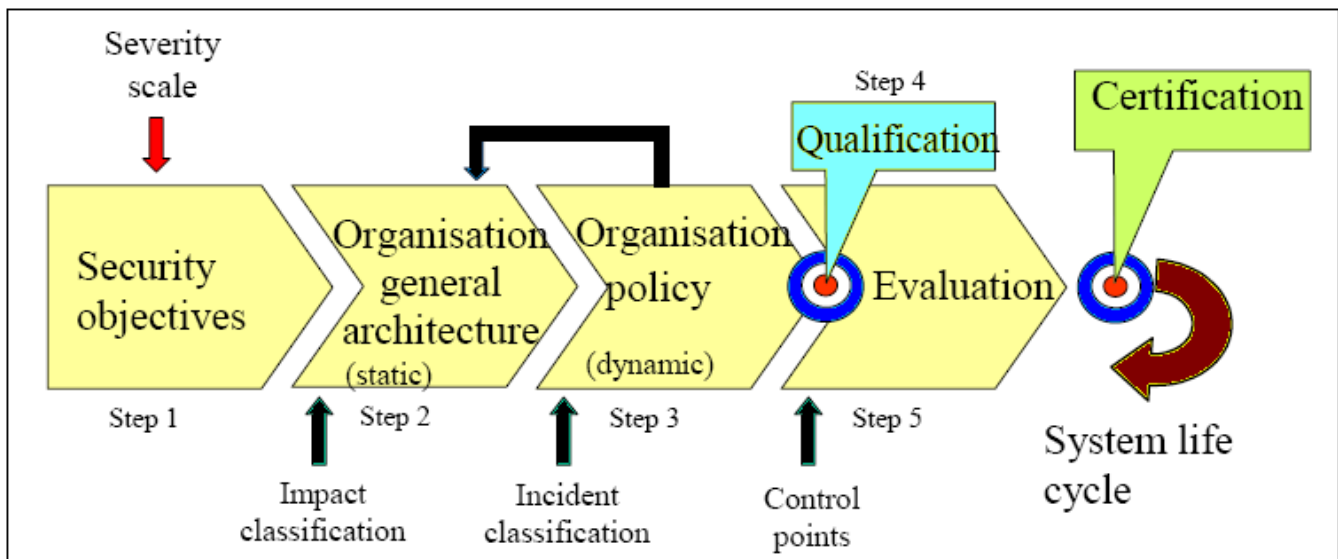 Severity
scale
Step 4
Qualification
Certification
Security
objectives
Organisation
general
architecture
(static)
Organisation
policy
(dynamic)
Evaluation
Step 1
Step 2
Step 3
Step 5
Impact
classification
Incident
classification
Control
points
System life
cycle